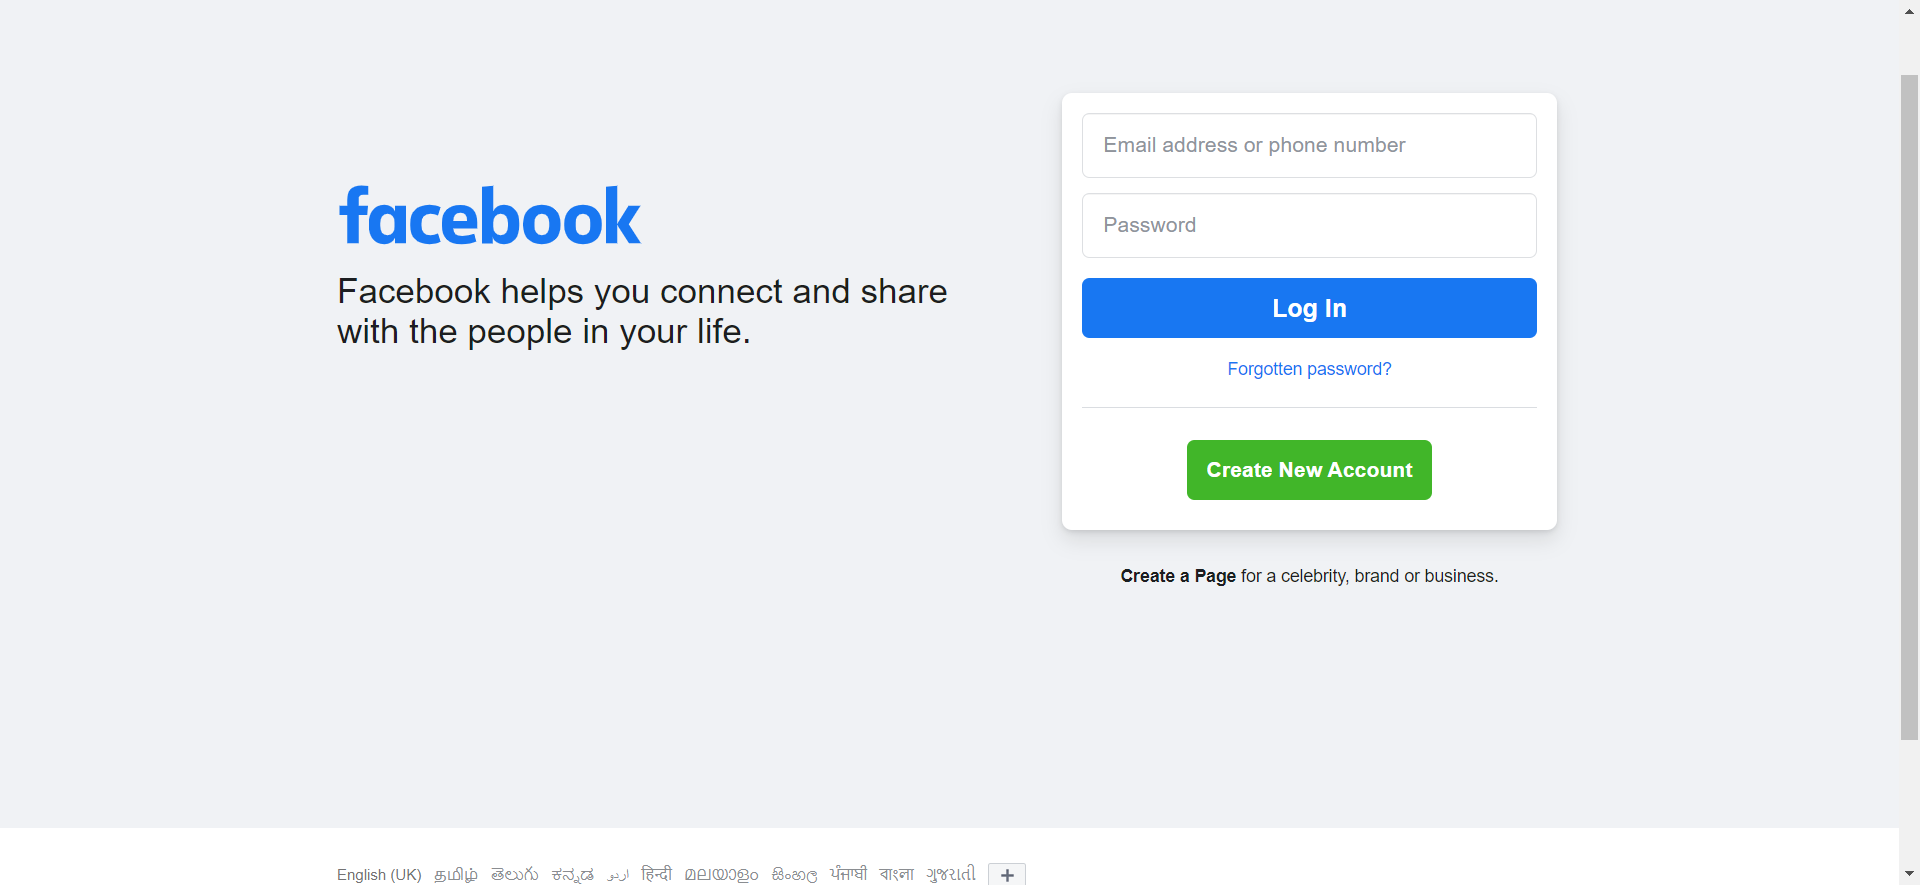 facebook
Facebook helps you connect and share
with the people in your life.
Email address or phone number
Password
Log In
Forgotten password?
Create New Account
Create a Page for a celebrity, brand or business.
English (UK) தமிழ் తెలుగు ಕನ್ನಡ اردو हिन्दी മലയാളം සිංහල ਪੰਜਾਬੀ বাংলা ગુજરાતી +